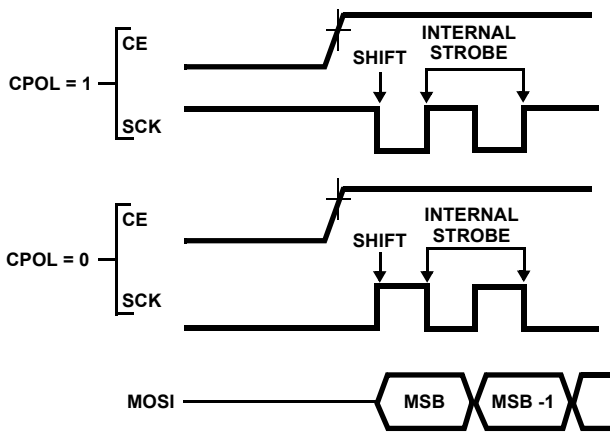 CE
INTERNAL
STROBE
SHIFT
CPOL = 1
SCK
CE
INTERNAL
STROBE
SHIFT
CPOL = 0
SCK
MOSI
MSB
MSB -1